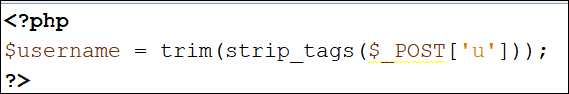 <?php
$username = trim(strip_tags($_POST['u']));
?>